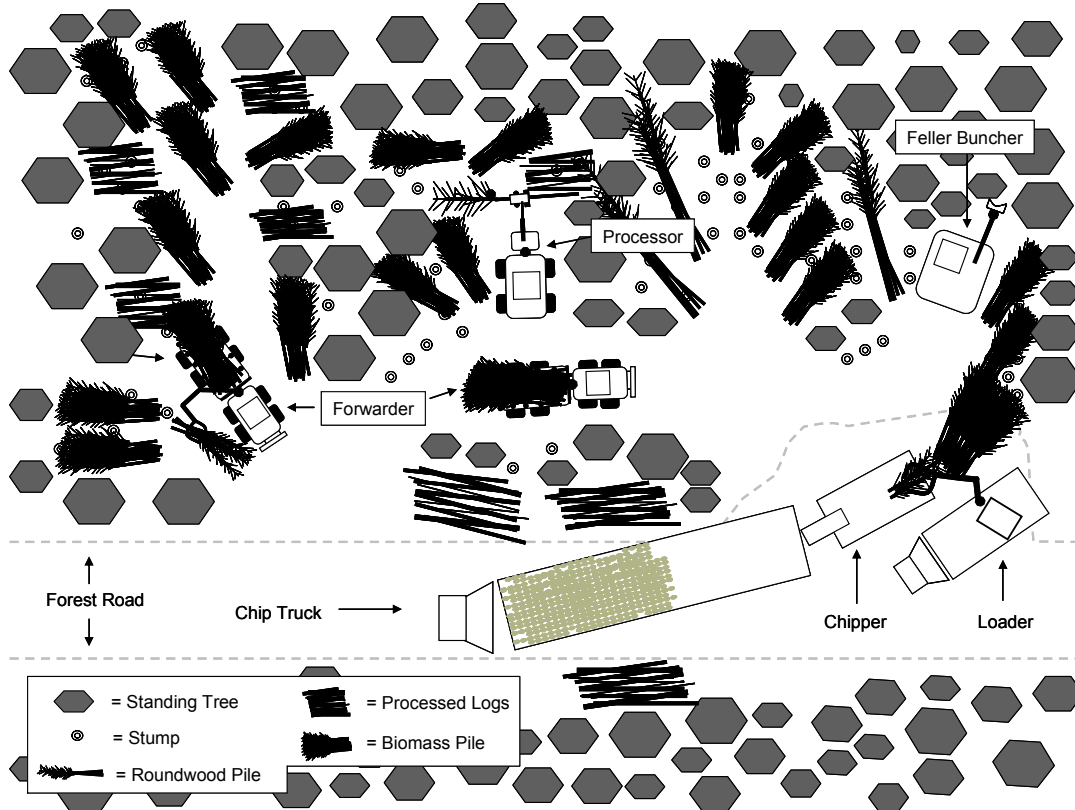 Feller Buncher
Processor
Forwarder
Forest Road
Chip Truck
Chipper
Loader
= Standing Tree
= Processed Logs
= Stump
= Biomass Pile
= Roundwood Pile